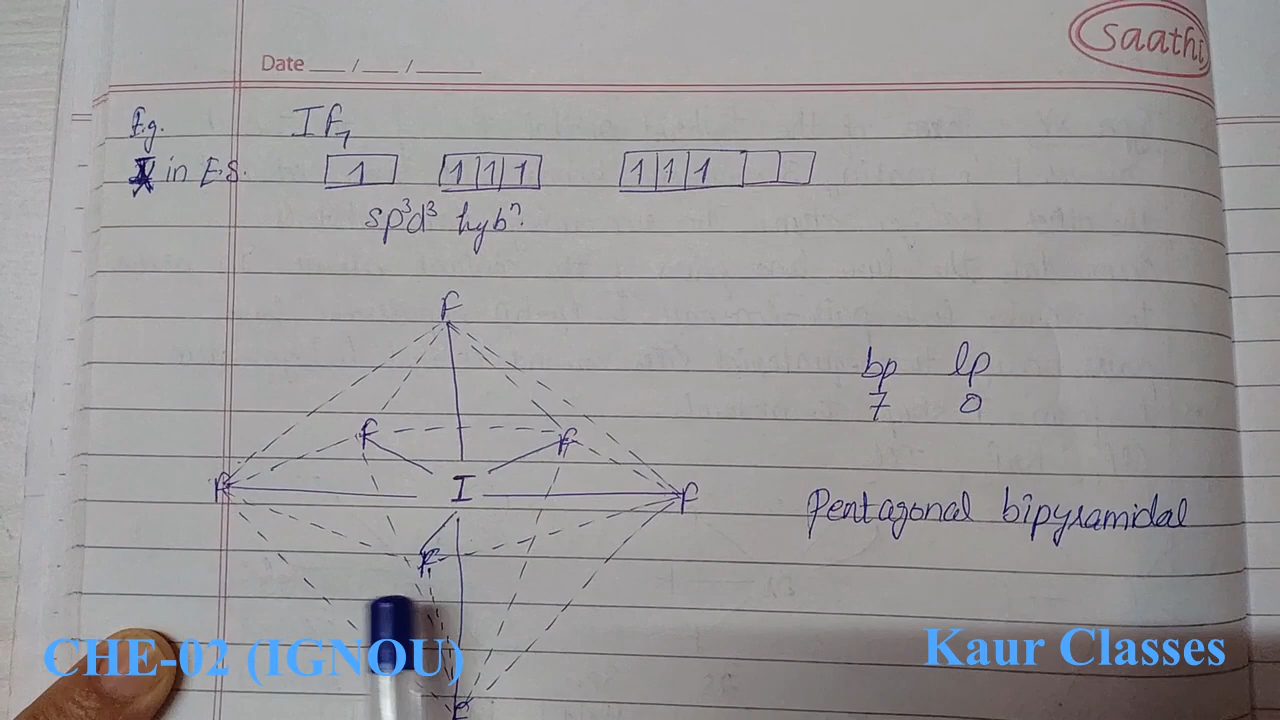 Saathi
Date ___ / ___ / _____
E.g. IF7
I in E.S. 1 1 1 1 1 1 1
sp³d³ hybⁿ.
F
bp lp
7 0
F F
F I F
Pentagonal bipyramidal
F
F
CHE-02 (IGNOU)
Kaur Classes